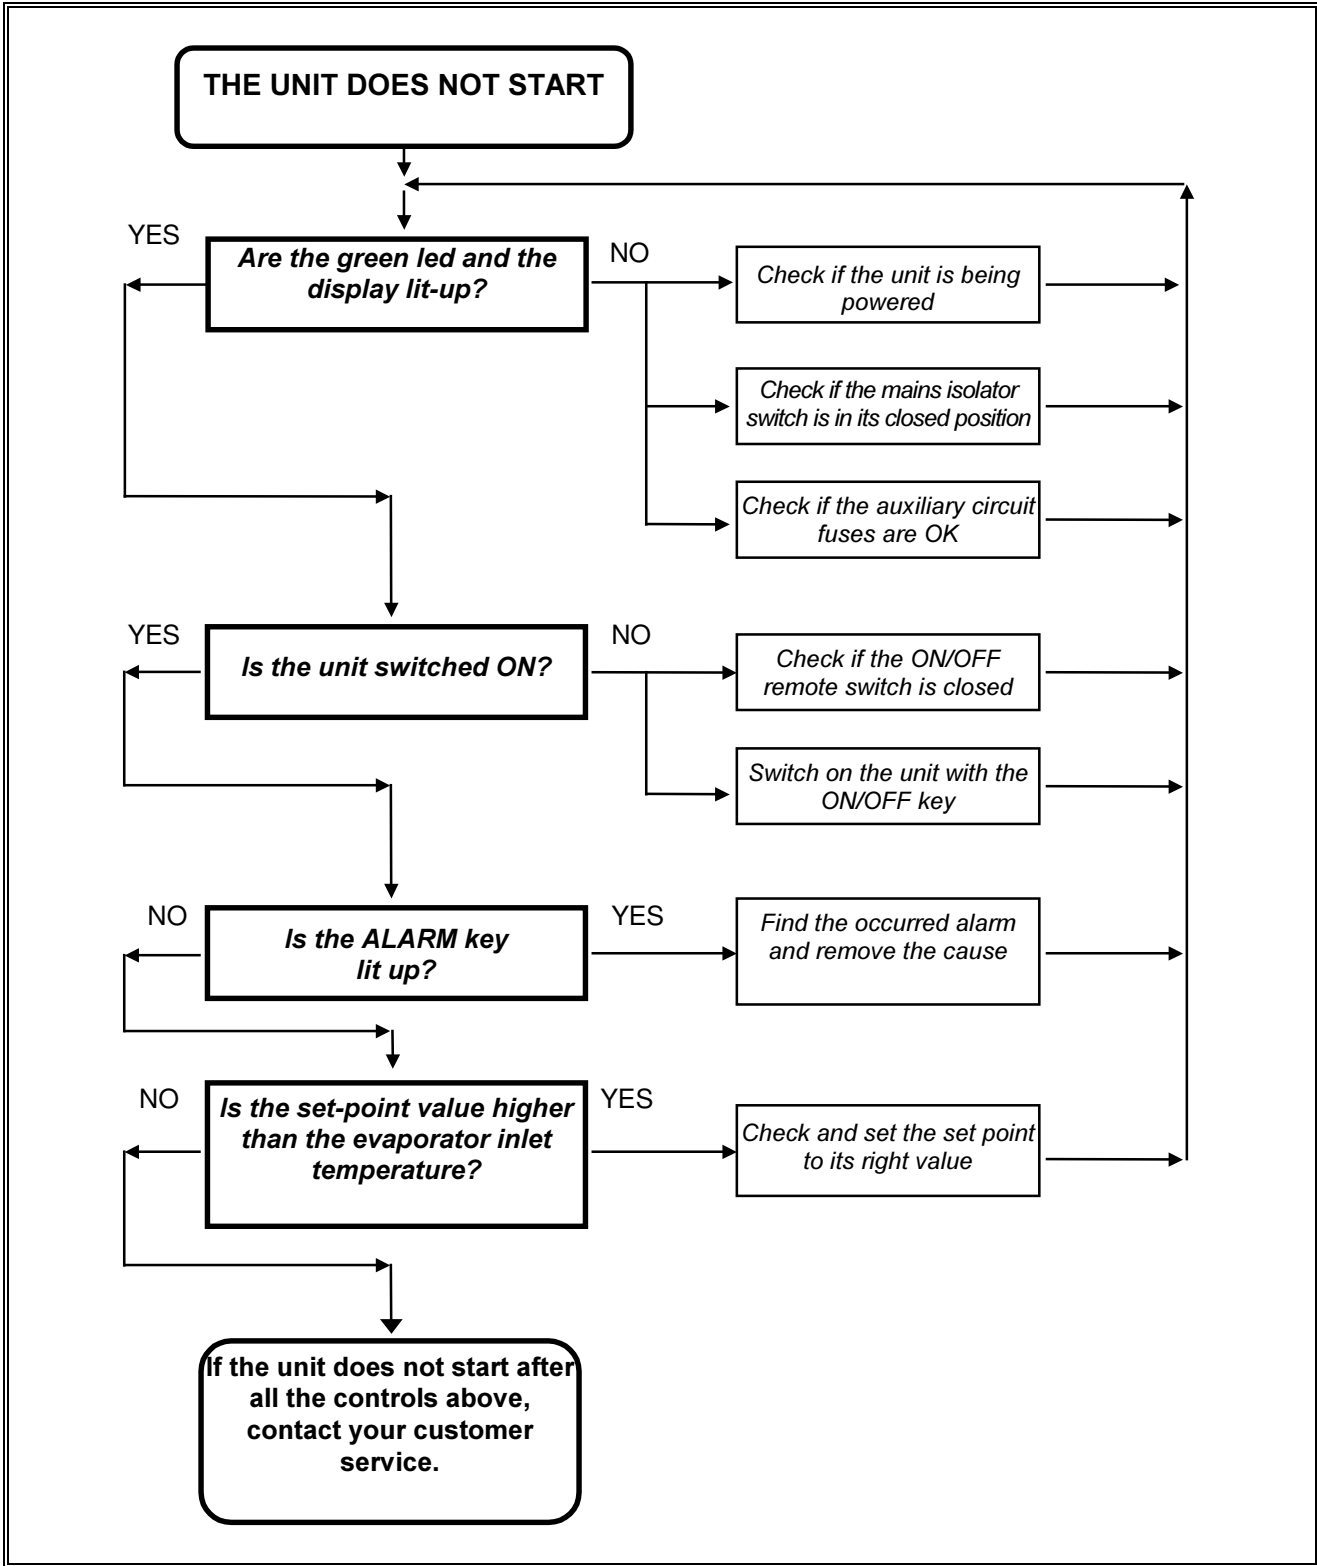 THE UNIT DOES NOT START
YES
Are the green led and the
display lit-up?
NO
Check if the unit is being
powered
Check if the mains isolator
switch is in its closed position
Check if the auxiliary circuit
fuses are OK
YES
Is the unit switched ON?
NO
Check if the ON/OFF
remote switch is closed
Switch on the unit with the
ON/OFF key
NO
Is the ALARM key
lit up?
YES
Find the occurred alarm
and remove the cause
NO
Is the set-point value higher
than the evaporator inlet
temperature?
YES
Check and set the set point
to its right value
If the unit does not start after
all the controls above,
contact your customer
service.